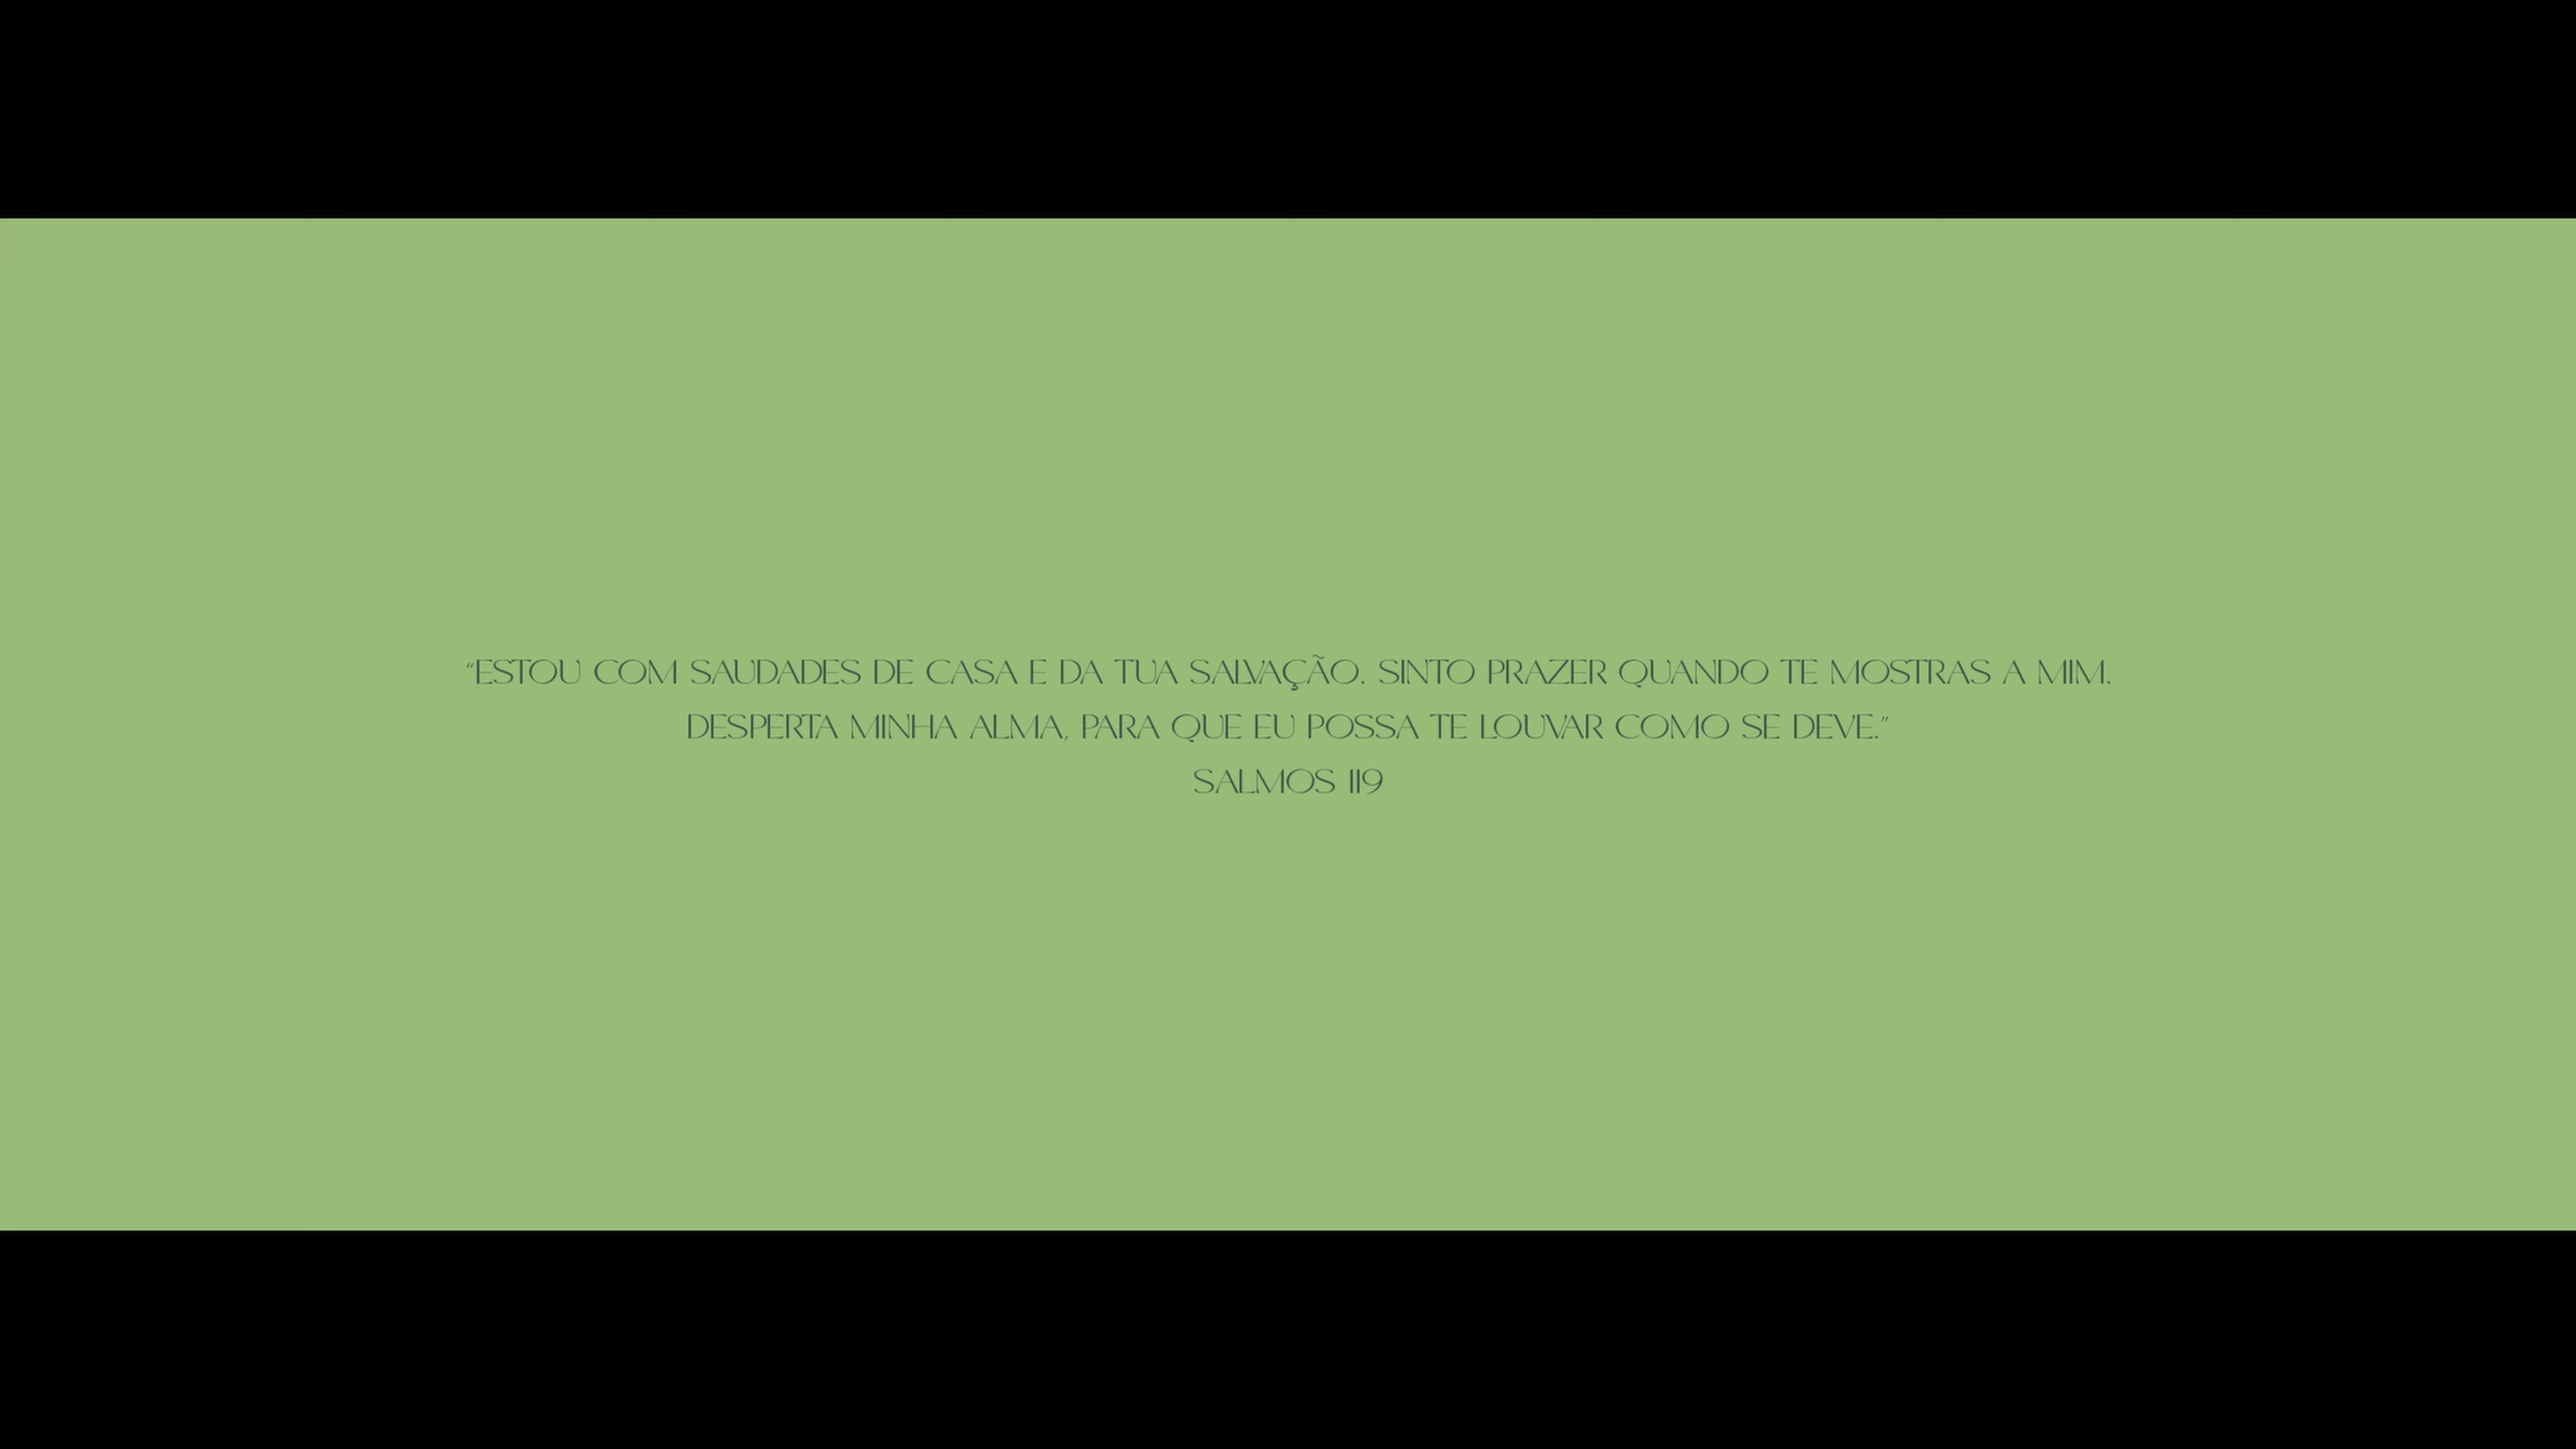 “ESTOU COM SAUDADES DE CASA E DA TUA SALVAÇÃO. SINTO PRAZER QUANDO TE MOSTRAS A MIM.
DESPERTA MINHA ALMA, PARA QUE EU POSSA TE LOUVAR COMO SE DEVE.”
SALMOS 119